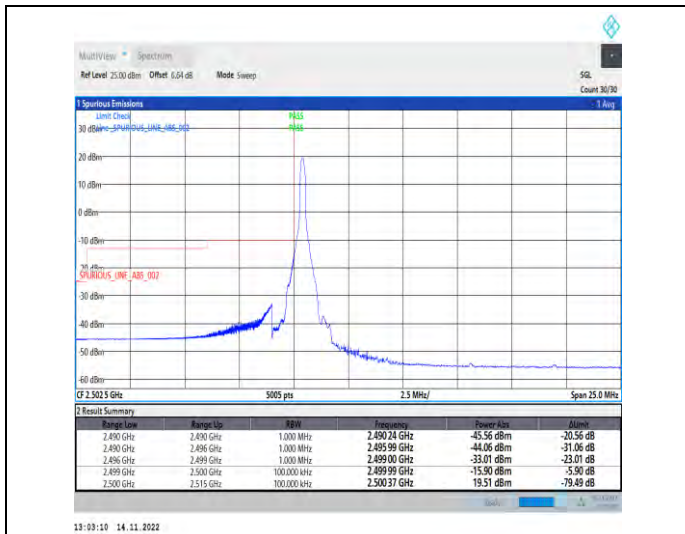 MultiView Spectrum
Ref Level 25.00 dBm Offset 6.64 dB Mode Sweep SGL
Count 30/30
1 Spurious Emissions 1 Avg
Limit Check PASS
30 dBm Line _SPURIOUS_LINE_ABS_002 PASS
20 dBm
10 dBm
0 dBm
-10 dBm
-20 dBm
_SPURIOUS_LINE_ABS_002
-30 dBm
-40 dBm
-50 dBm
-60 dBm
CF 2.5025 GHz 5005 pts 2.5 MHz/ Span 25.0 MHz
2 Result Summary
Range Low Range Up RBW Frequency Power Abs ΔLimit
2.490 GHz 2.490 GHz 1.000 MHz 2.490 24 GHz -45.56 dBm -20.56 dB
2.490 GHz 2.496 GHz 1.000 MHz 2.495 99 GHz -44.06 dBm -31.06 dB
2.496 GHz 2.499 GHz 1.000 MHz 2.499 00 GHz -33.01 dBm -23.01 dB
2.499 GHz 2.500 GHz 100.000 kHz 2.499 99 GHz -15.90 dBm -5.90 dB
2.500 GHz 2.515 GHz 100.000 kHz 2.500 37 GHz 19.51 dBm -79.49 dB
13:03:10 14.11.2022